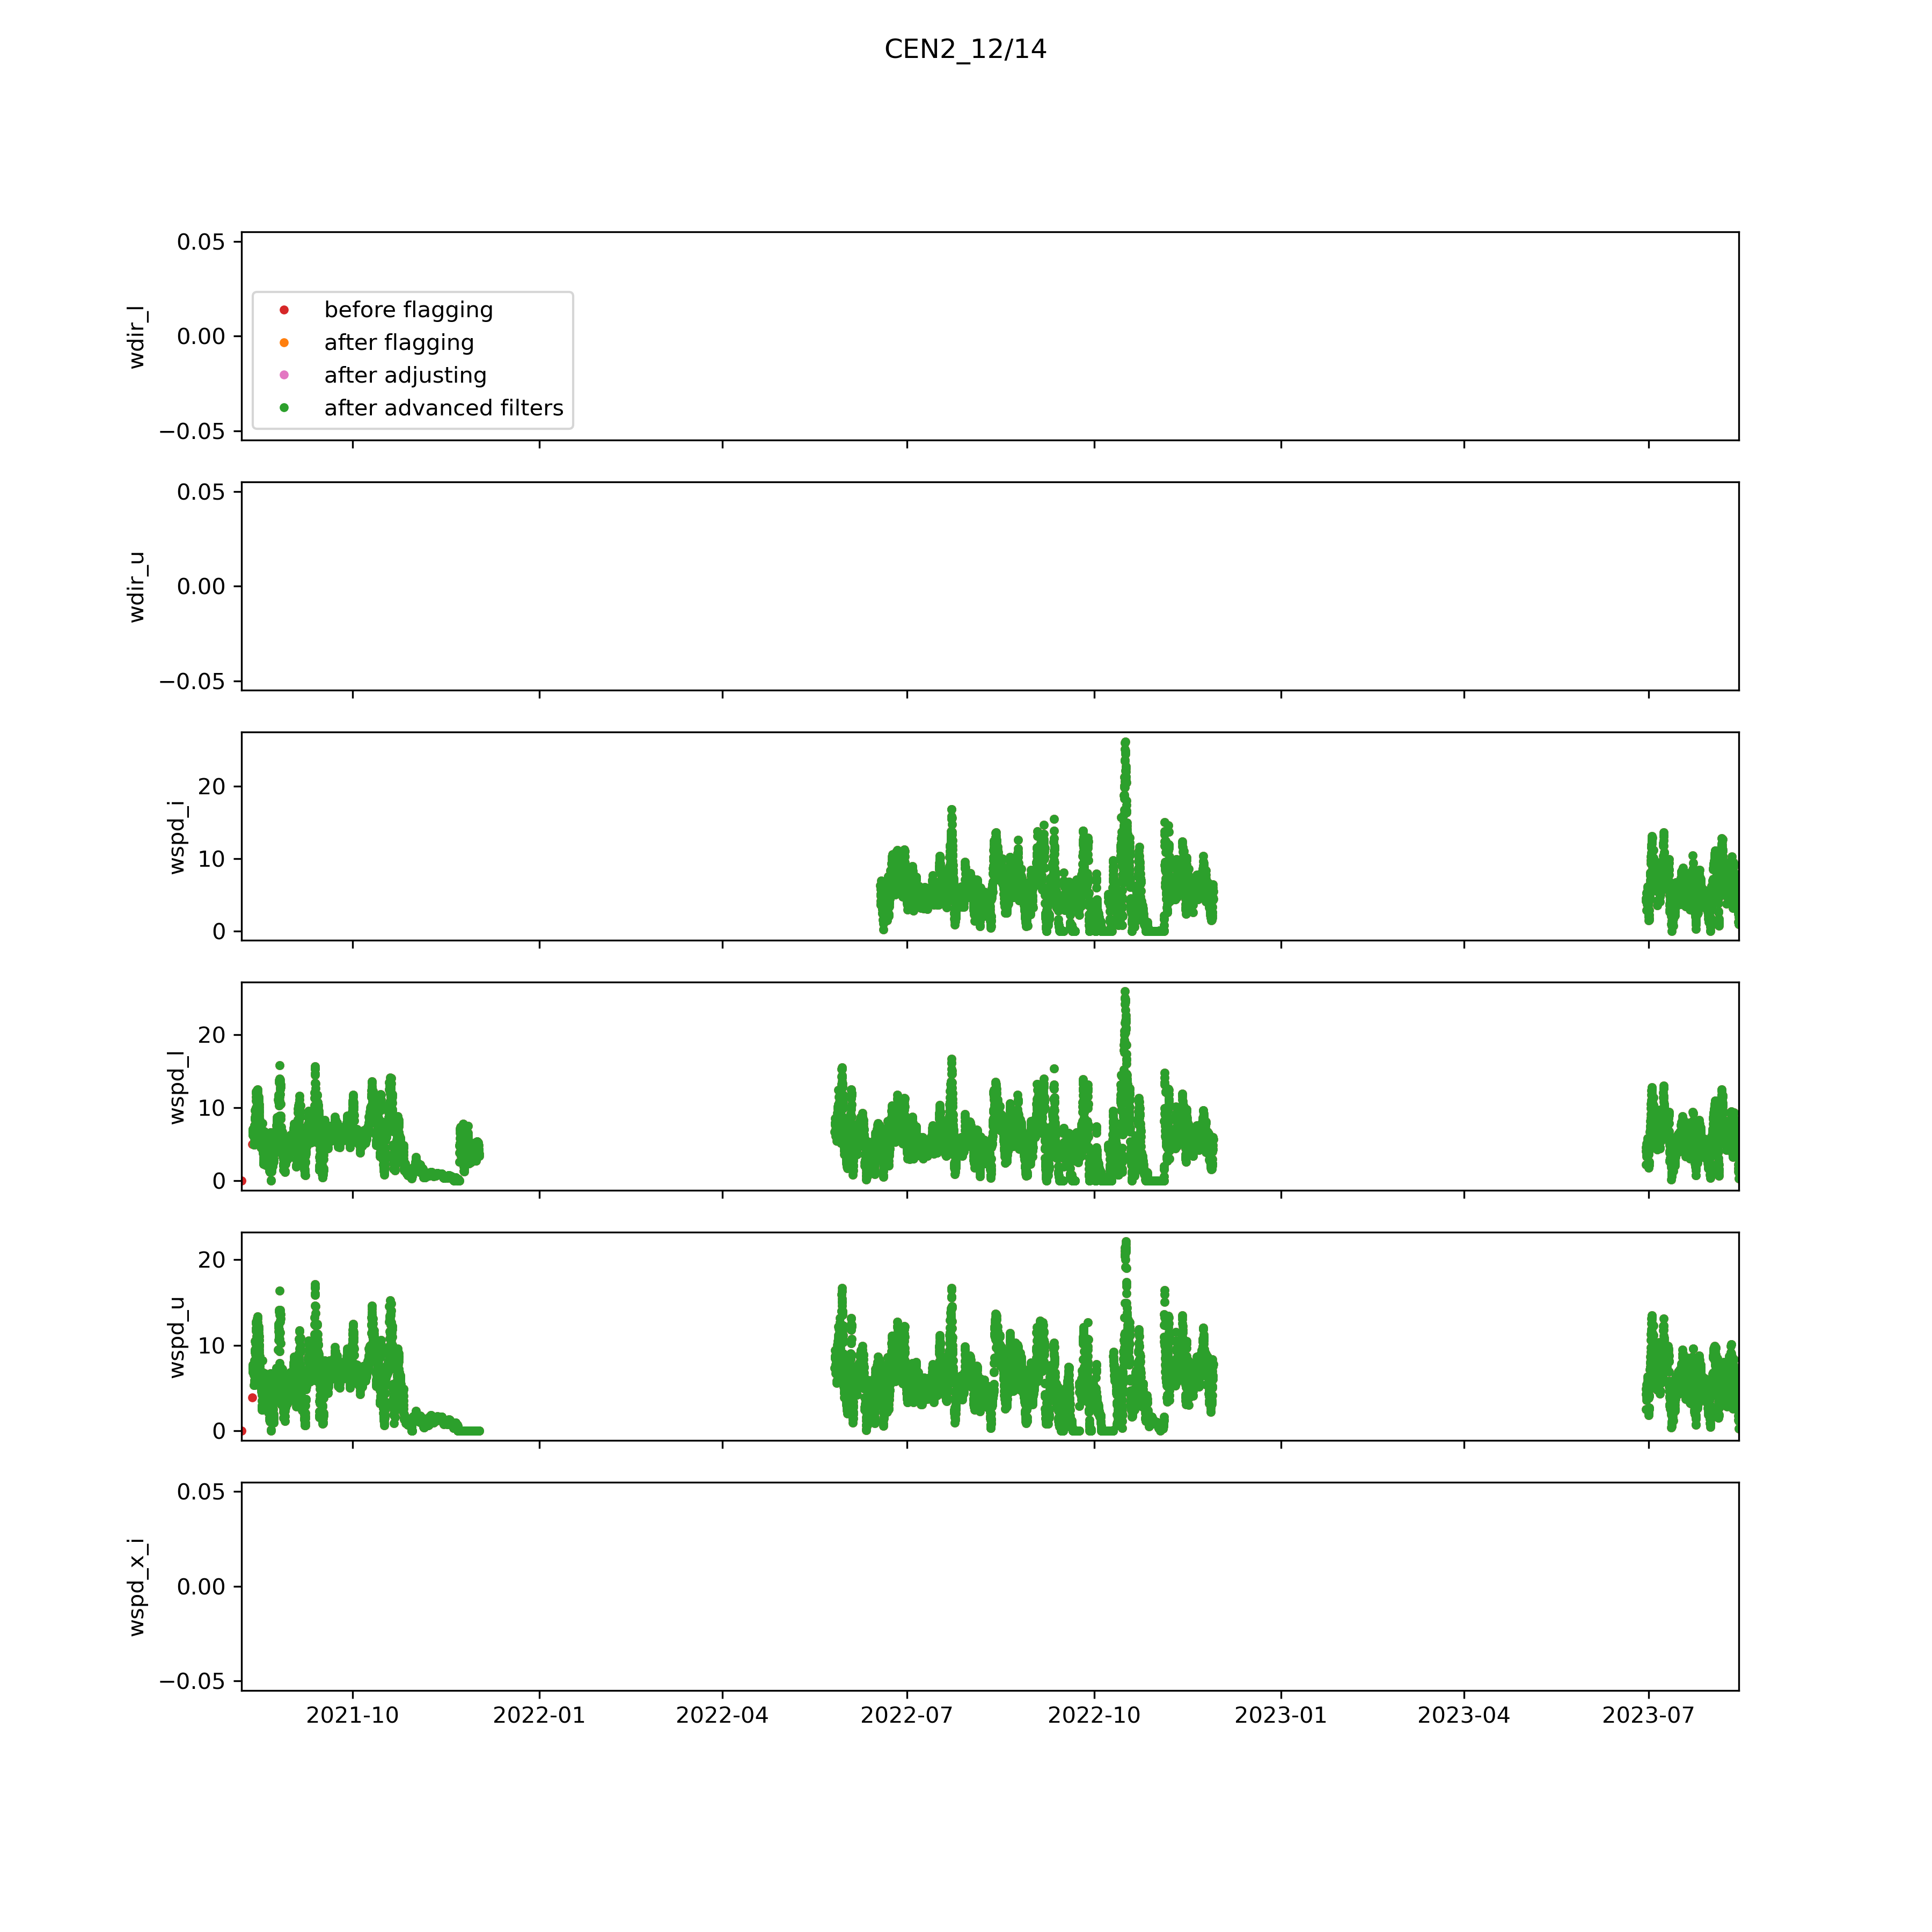 CEN2_12/14
0.05
0.00
−0.05
wdir_l
before flagging
after flagging
after adjusting
after advanced filters
0.05
0.00
−0.05
wdir_u
20
10
0
wspd_i
20
10
0
wspd_l
20
10
0
wspd_u
0.05
0.00
−0.05
wspd_x_i
2021-10 2022-01 2022-04 2022-07 2022-10 2023-01 2023-04 2023-07